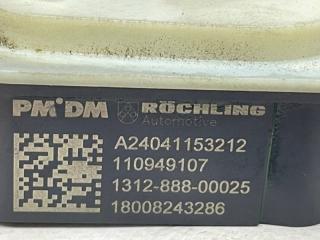 PM·DM RÖCHLING
Automotive
A24041153212
110949107
1312-888-00025
18008243286